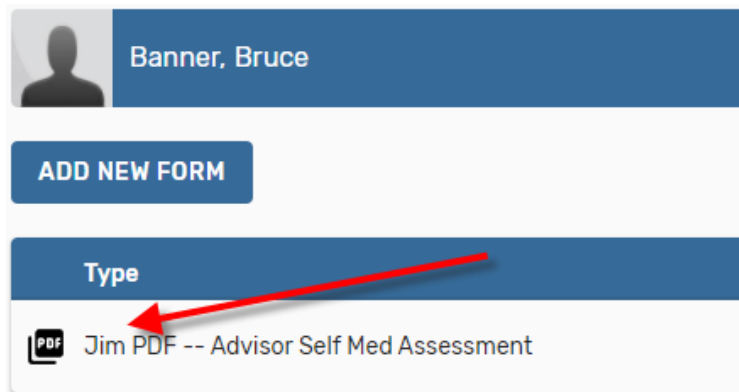 Banner, Bruce
ADD NEW FORM
Type
PDF
Jim PDF -- Advisor Self Med Assessment